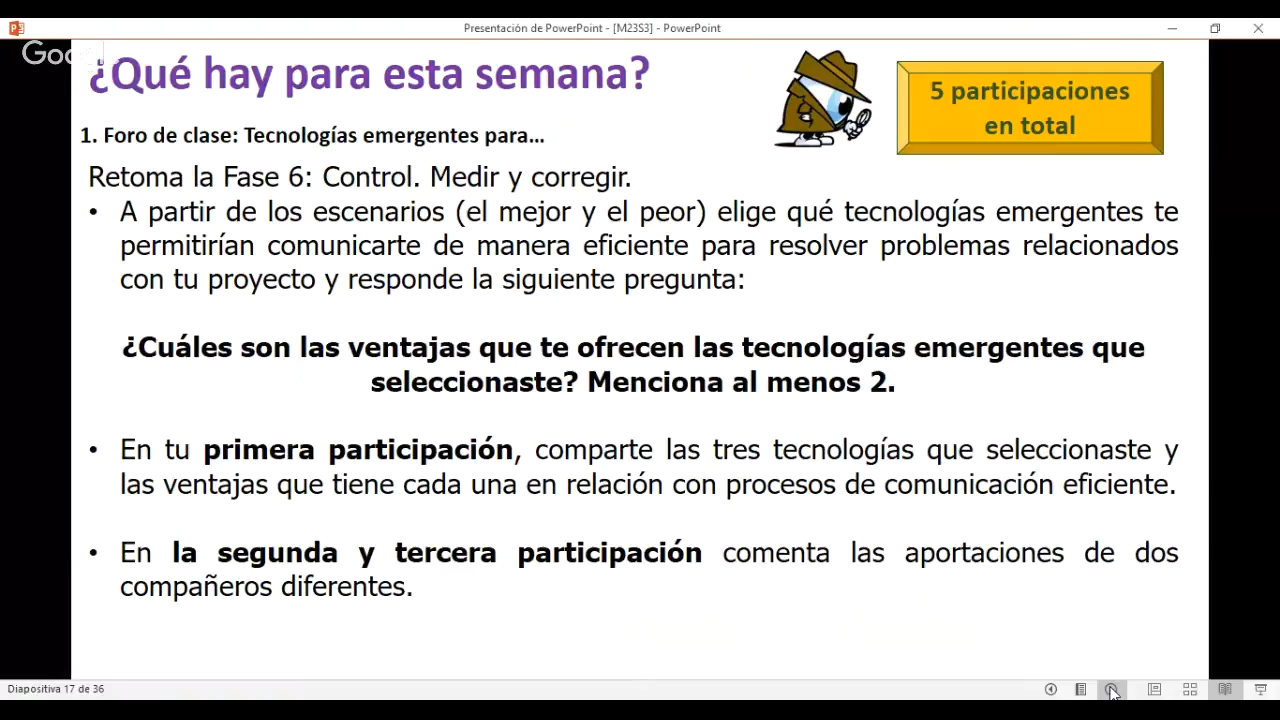 Presentación de PowerPoint - [M23S3] - PowerPoint
¿Qué hay para esta semana?
5 participaciones
en total
1. Foro de clase: Tecnologías emergentes para...
Retoma la Fase 6: Control. Medir y corregir.
• A partir de los escenarios (el mejor y el peor) elige qué tecnologías emergentes te
permitirían comunicarte de manera eficiente para resolver problemas relacionados
con tu proyecto y responde la siguiente pregunta:
¿Cuáles son las ventajas que te ofrecen las tecnologías emergentes que
seleccionaste? Menciona al menos 2.
• En tu primera participación, comparte las tres tecnologías que seleccionaste y
las ventajas que tiene cada una en relación con procesos de comunicación eficiente.
• En la segunda y tercera participación comenta las aportaciones de dos
compañeros diferentes.
Diapositiva 17 de 36